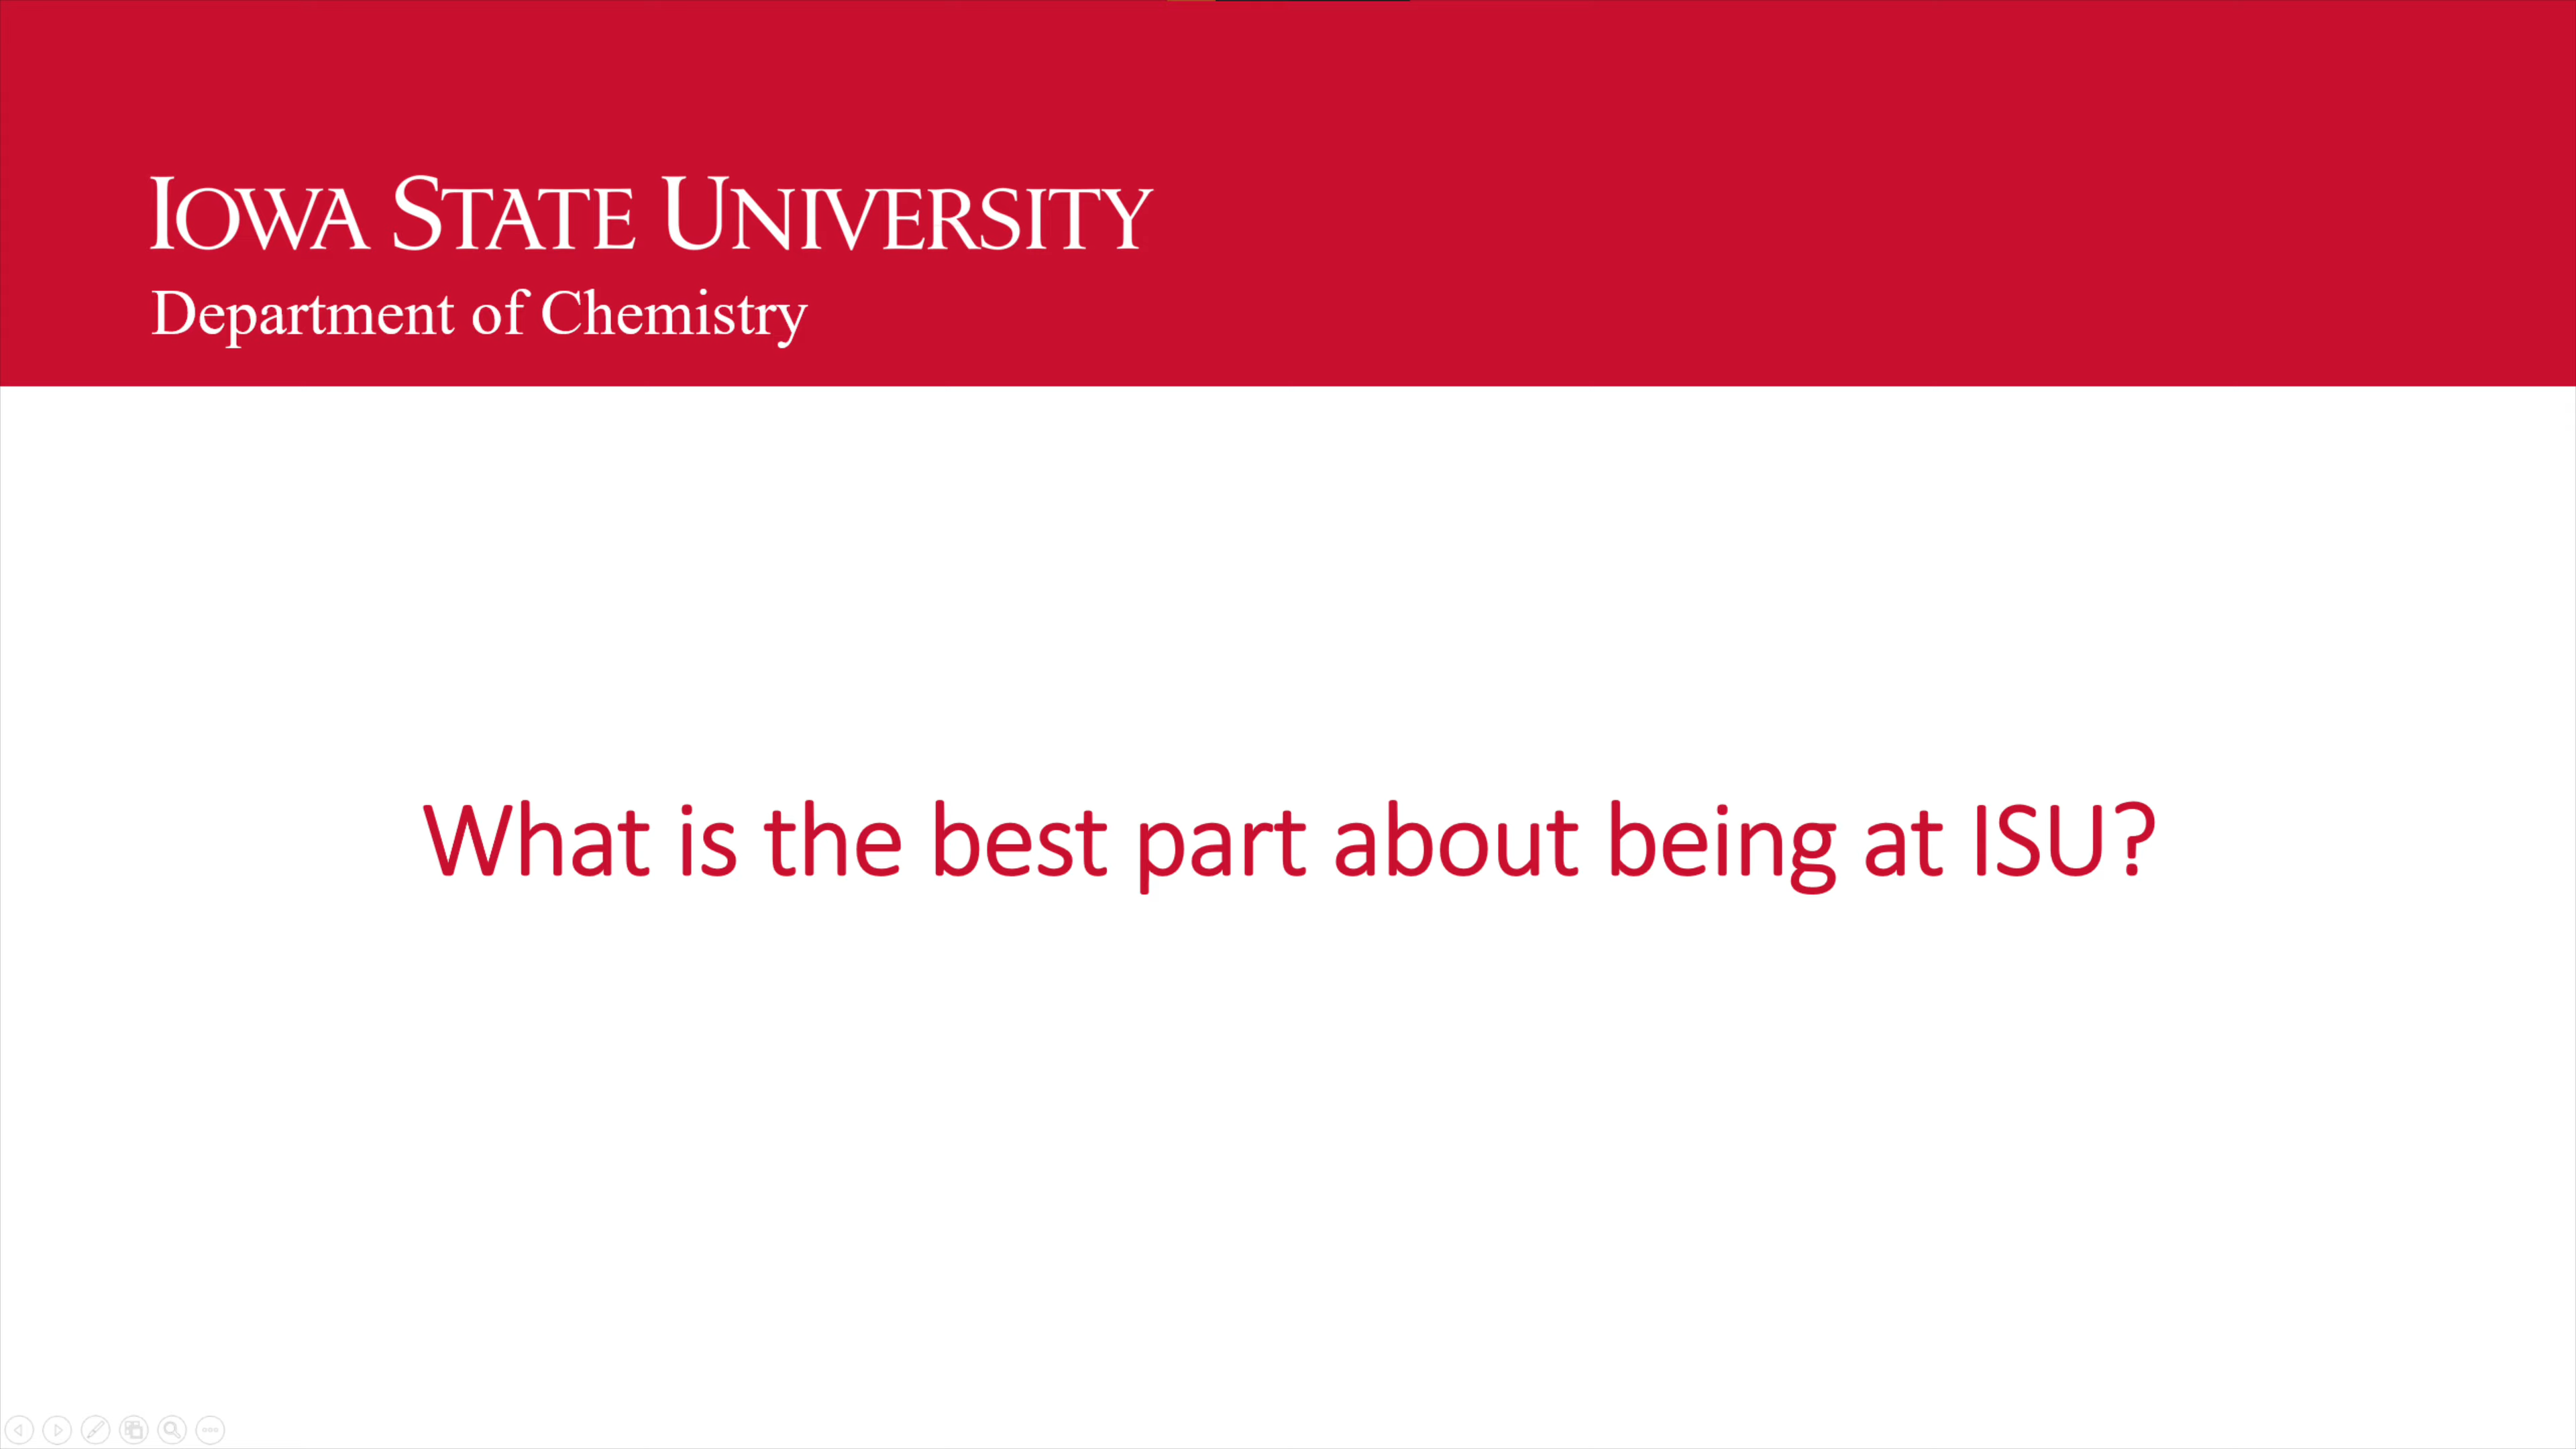 IOWA STATE UNIVERSITY
Department of Chemistry
What is the best part about being at ISU?